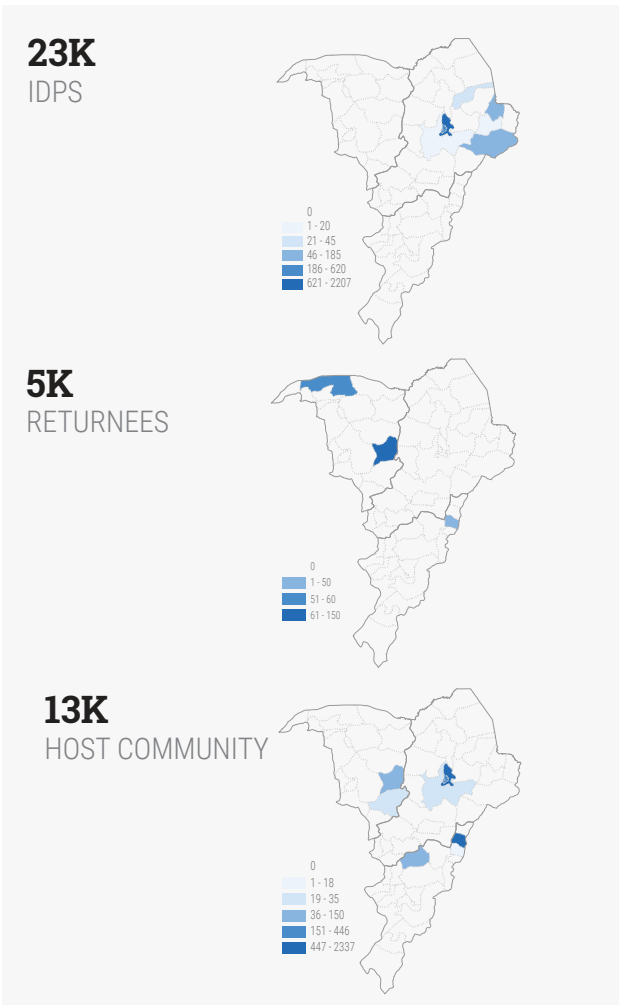 23K
IDPS
0
1 - 20
21 - 45
46 - 185
186 - 620
621 - 2207
5K
RETURNEES
0
1 - 50
51 - 60
61 - 150
13K
HOST COMMUNITY
0
1 - 18
19 - 35
36 - 150
151 - 446
447 - 2337